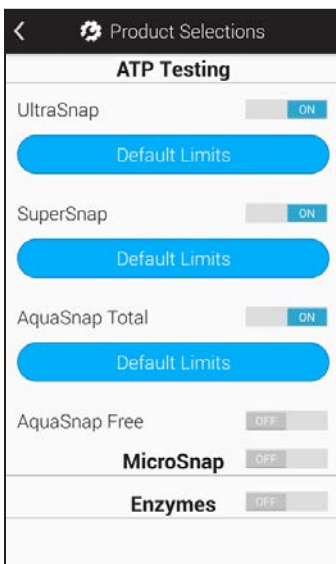 Product Selections
ATP Testing
UltraSnap ON
Default Limits
SuperSnap ON
Default Limits
AquaSnap Total ON
Default Limits
AquaSnap Free OFF
MicroSnap OFF
Enzymes OFF